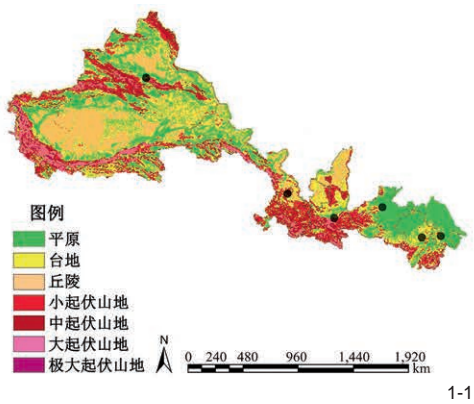 图例
平原
台地
丘陵
小起伏山地
中起伏山地
大起伏山地
极大起伏山地
N
0 240 480 960 1,440 1,920
km
1-1